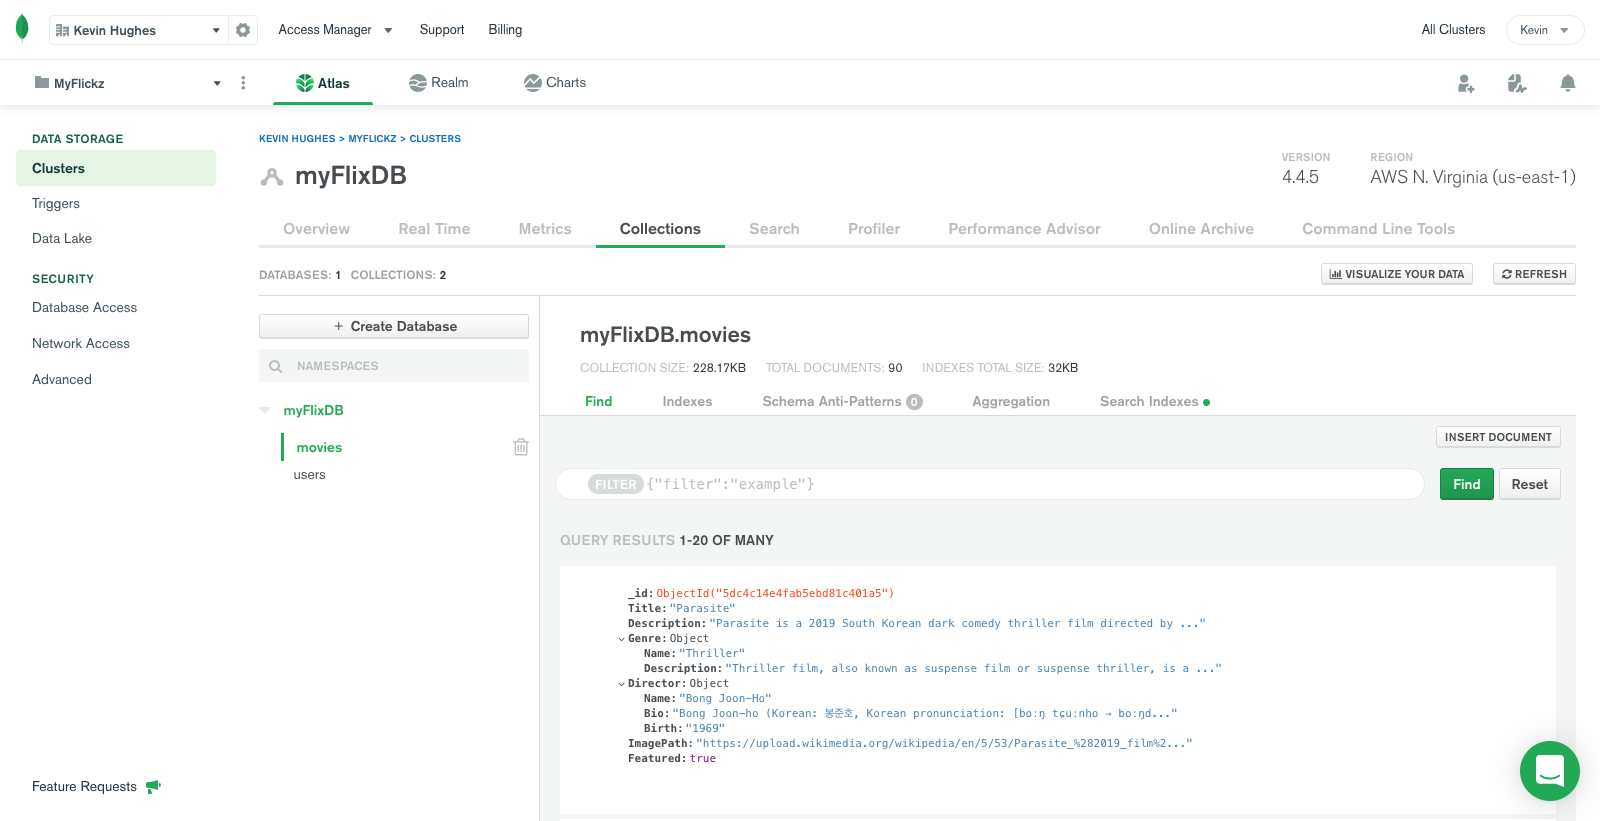 Kevin Hughes
Access Manager
Support
Billing
All Clusters
Kevin
MyFlickz
Atlas
Realm
Charts
DATA STORAGE
Clusters
Triggers
Data Lake
SECURITY
Database Access
Network Access
Advanced
Feature Requests
KEVIN HUGHES > MYFLICKZ > CLUSTERS
myFlixDB
VERSION
4.4.5
REGION
AWS N. Virginia (us-east-1)
Overview
Real Time
Metrics
Collections
Search
Profiler
Performance Advisor
Online Archive
Command Line Tools
DATABASES: 1 COLLECTIONS: 2
VISUALIZE YOUR DATA
REFRESH
+ Create Database
NAMESPACES
myFlixDB
movies
users
myFlixDB.movies
COLLECTION SIZE: 228.17KB TOTAL DOCUMENTS: 90 INDEXES TOTAL SIZE: 32KB
Find
Indexes
Schema Anti-Patterns 0
Aggregation
Search Indexes
INSERT DOCUMENT
FILTER {"filter":"example"}
Find
Reset
QUERY RESULTS 1-20 OF MANY
_id: ObjectId("5dc4c14e4fab5ebd81c401a5")
Title: "Parasite"
Description: "Parasite is a 2019 South Korean dark comedy thriller film directed by ..."
Genre: Object
Name: "Thriller"
Description: "Thriller film, also known as suspense film or suspense thriller, is a ..."
Director: Object
Name: "Bong Joon-Ho"
Bio: "Bong Joon-ho (Korean: 봉준호, Korean pronunciation: [boːŋ tɕuːnho → boːŋd..."
Birth: "1969"
ImagePath: "https://upload.wikimedia.org/wikipedia/en/5/53/Parasite_%282019_film%2..."
Featured: true